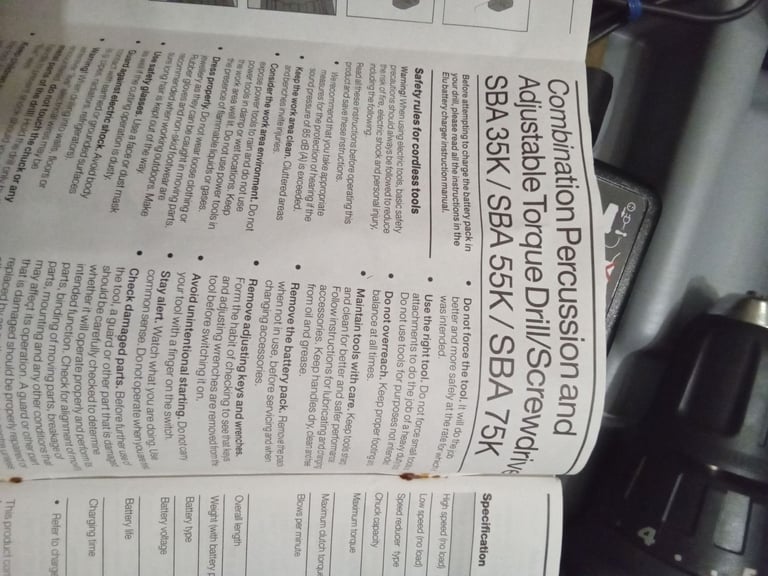 Combination Percussion and
Adjustable Torque Drill/Screwdrive
SBA 35K / SBA 55K / SBA 75K
Before attempting to charge the battery pack in
your drill, please read all the instructions in the
Elu battery charger instruction manual.
Safety rules for cordless tools
Warning! When using electric tools, basic safety
precautions should always be followed to reduce
the risk of fire, electric shock and personal injury,
including the following.
Read all these instructions before operating this
product and save these instructions.
• We recommend that you take appropriate
measures for the protection of hearing if the
sound pressure of 85 dB (A) is exceeded.
• Keep the work area clean. Cluttered areas
and benches invite injuries.
• Consider the work area environment. Do not
expose power tools to rain and do not use
power tools in damp or wet locations. Keep
the work area well lit. Do not use power tools in
the presence of flammable liquids or gases.
• Dress properly. Do not wear loose clothing or
jewellery as they can be caught in moving parts.
Rubber gloves and non-skid footwear are
recommended when working outdoors. Make
sure long hair is kept out of the way.
Use safety glasses. Use a face or dust mask
as well if the cutting operation is dusty.
Guard against electric shock. Avoid body
• Do not force the tool. It will do the job
better and more safely at the rate for which
was intended.
• Use the right tool. Do not force small tools
attachments to do the job of a heavy
Do not use tools for purposes not intended
• Do not overreach. Keep proper footing
balance at all times.
• Maintain tools with care. Keep tools
and clean for better and safer performance
Follow instructions for lubricating and changing
accessories. Keep handles dry, clean and free
from oil and grease.
• Remove the battery pack. Remove the pack
when not in use, before servicing and when
changing accessories.
• Remove adjusting keys and wrenches.
Form the habit of checking to see that keys
and adjusting wrenches are removed from the
tool before switching it on.
• Avoid unintentional starting. Do not carry
your tool with a finger on the switch.
• Stay alert. Watch what you are doing. Use
common sense. Do not operate when you are
• Check damaged parts. Before further use of
the tool, a guard or other part that is damaged
should be carefully checked to determine
whether it will operate properly and perform its
intended function. Check for alignment of moving
parts, binding of moving parts, breakage of
parts, mounting and any other conditions that
may affect its operation. A guard or other part
that is damaged should be properly repaired or
Specification
High speed (no load)
Low speed (no load)
Speed reducer type
Chuck capacity
Maximum torque
Maximum clutch torque
Blows per minute
Overall length
Weight (with battery p
Battery type
Battery voltage
Battery life
Charging time
• Refer to charge
This product can
4